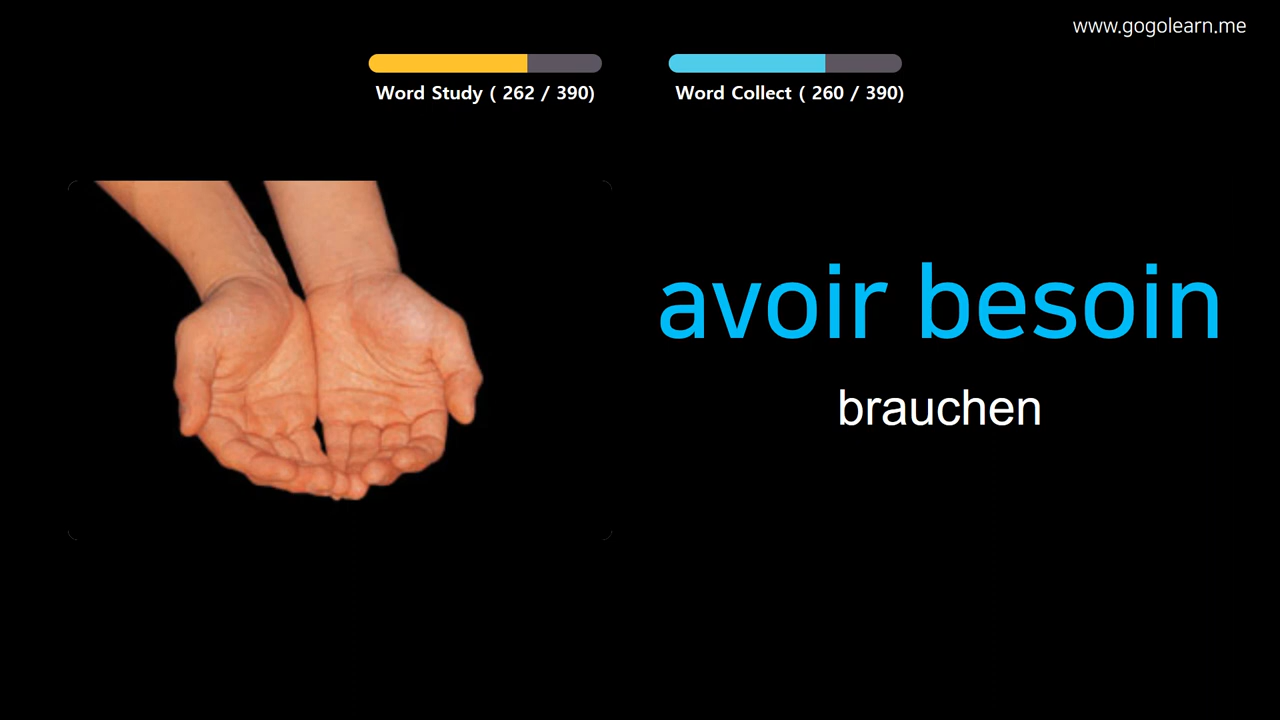 www.gogolearn.me
Word Study ( 262 / 390)
Word Collect ( 260 / 390)
avoir besoin
brauchen